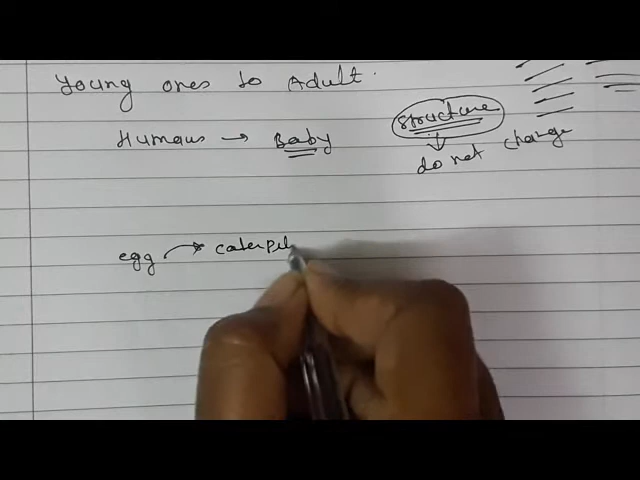 Young ones to Adult.
Humans → Baby
Structure
↓
do not change
egg → caterpil